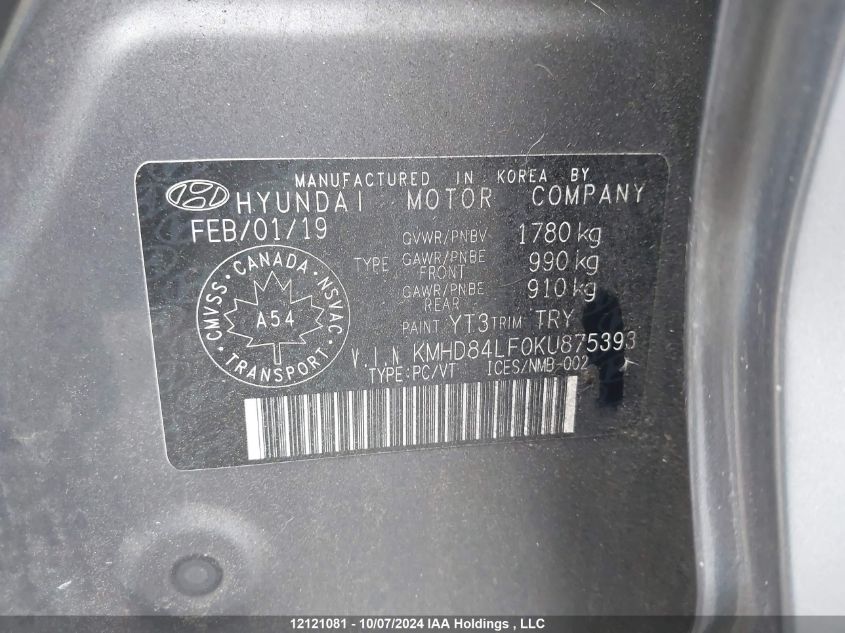 MANUFACTURED IN KOREA BY
HYUNDAI MOTOR COMPANY
FEB/01/19
GVWR/PNBV 1780 kg
TYPE GAWR/PNBE FRONT 990 kg
GAWR/PNBE REAR 910 kg
CMVSS · CANADA · NSVAC
A54
TRANSPORT
PAINT YT3 TRIM TRY
V.I.N KMHD84LF0KU875393
TYPE:PC/VT ICES/NMB-002
12121081 - 10/07/2024 IAA Holdings , LLC